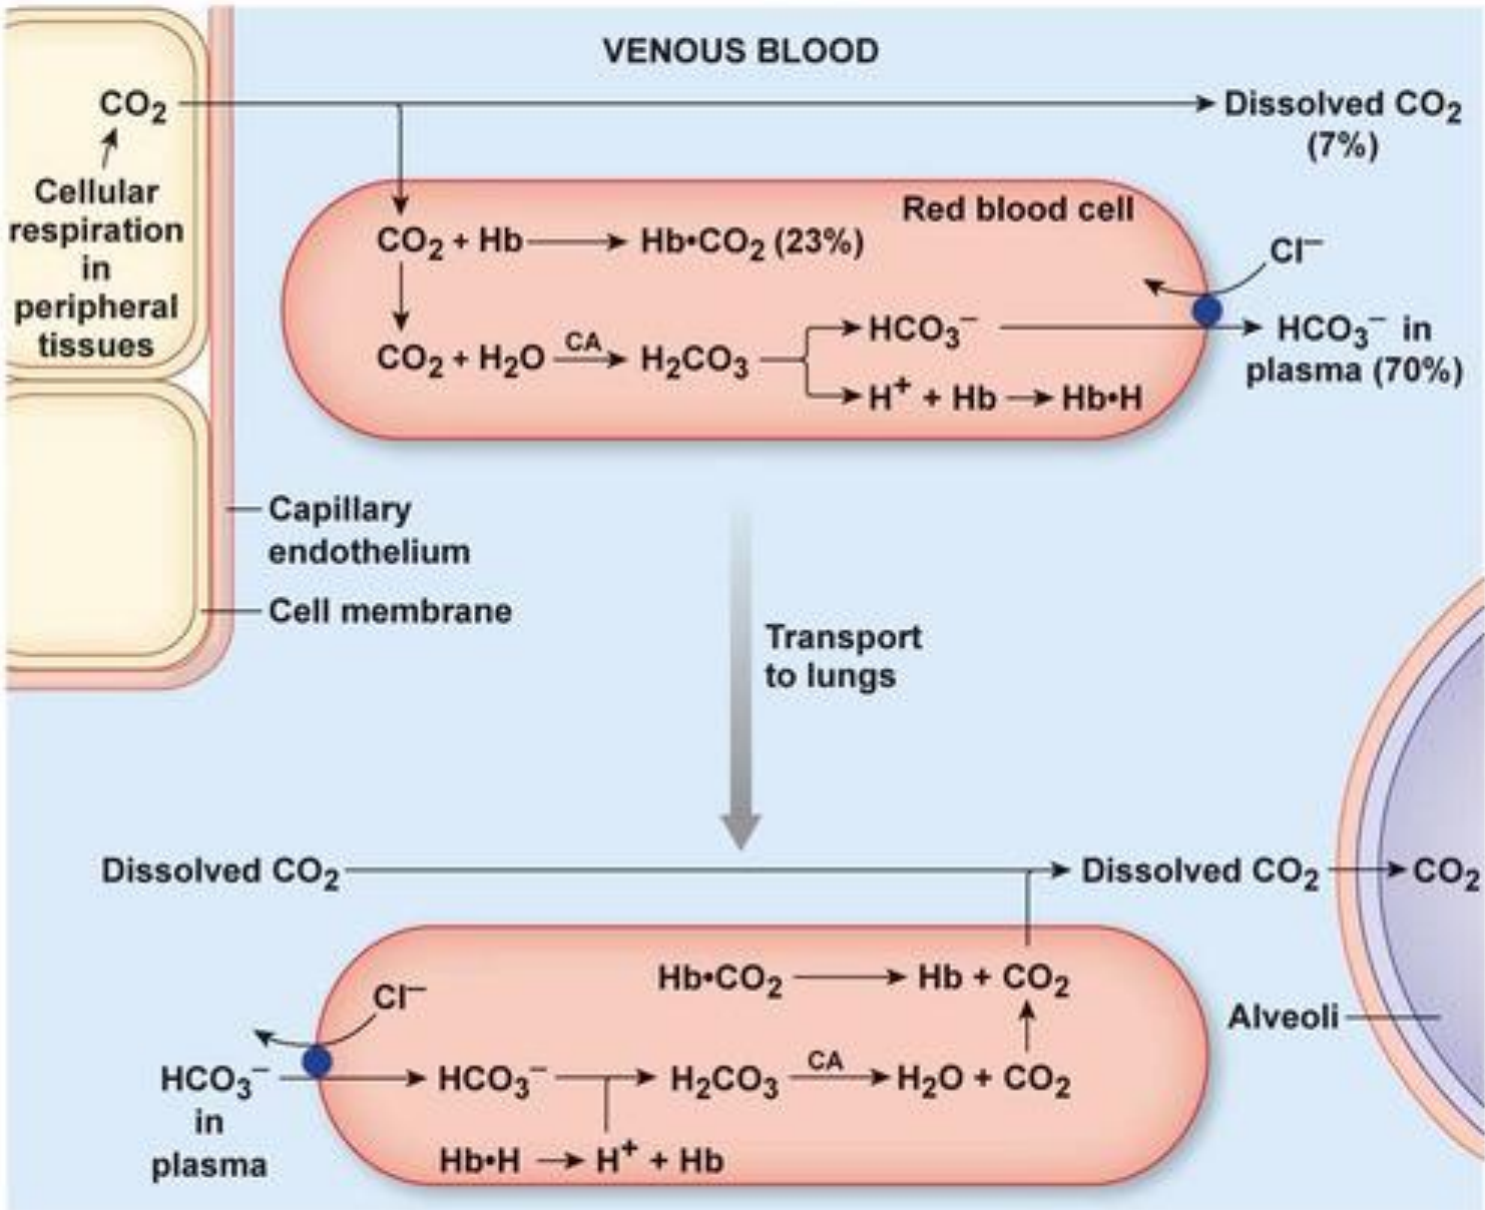 VENOUS BLOOD
CO₂
Dissolved CO₂
(7%)
Cellular
respiration
in
peripheral
tissues
Red blood cell
CO₂ + Hb
Hb•CO₂ (23%)
Cl⁻
CO₂ + H₂O
CA
H₂CO₃
HCO₃⁻
H⁺ + Hb
Hb•H
HCO₃⁻ in
plasma (70%)
Capillary
endothelium
Cell membrane
Transport
to lungs
Dissolved CO₂
Dissolved CO₂
CO₂
Hb•CO₂
Hb + CO₂
Cl⁻
Alveoli
HCO₃⁻
in
plasma
HCO₃⁻
H₂CO₃
CA
H₂O + CO₂
Hb•H
H⁺ + Hb